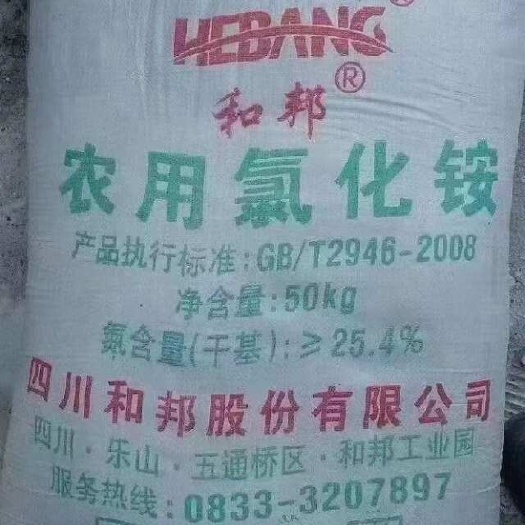 HEBANG®
和邦®
农用氯化铵
产品执行标准:GB/T2946-2008
净含量:50kg
氮含量(干基):≥25.4%
四川和邦股份有限公司
四川·乐山·五通桥区·和邦工业园
服务热线:0833-3207897